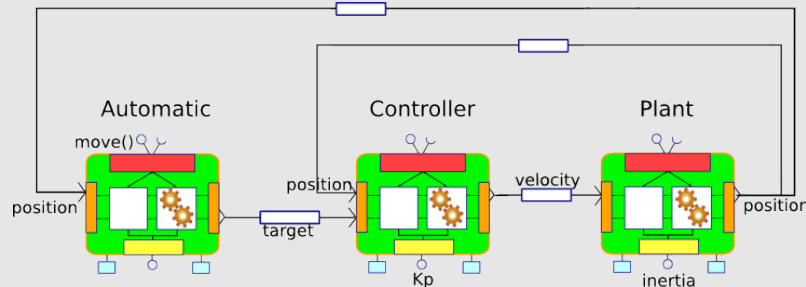 Automatic
Controller
Plant
move()
position
position
velocity
position
target
Kp
inertia